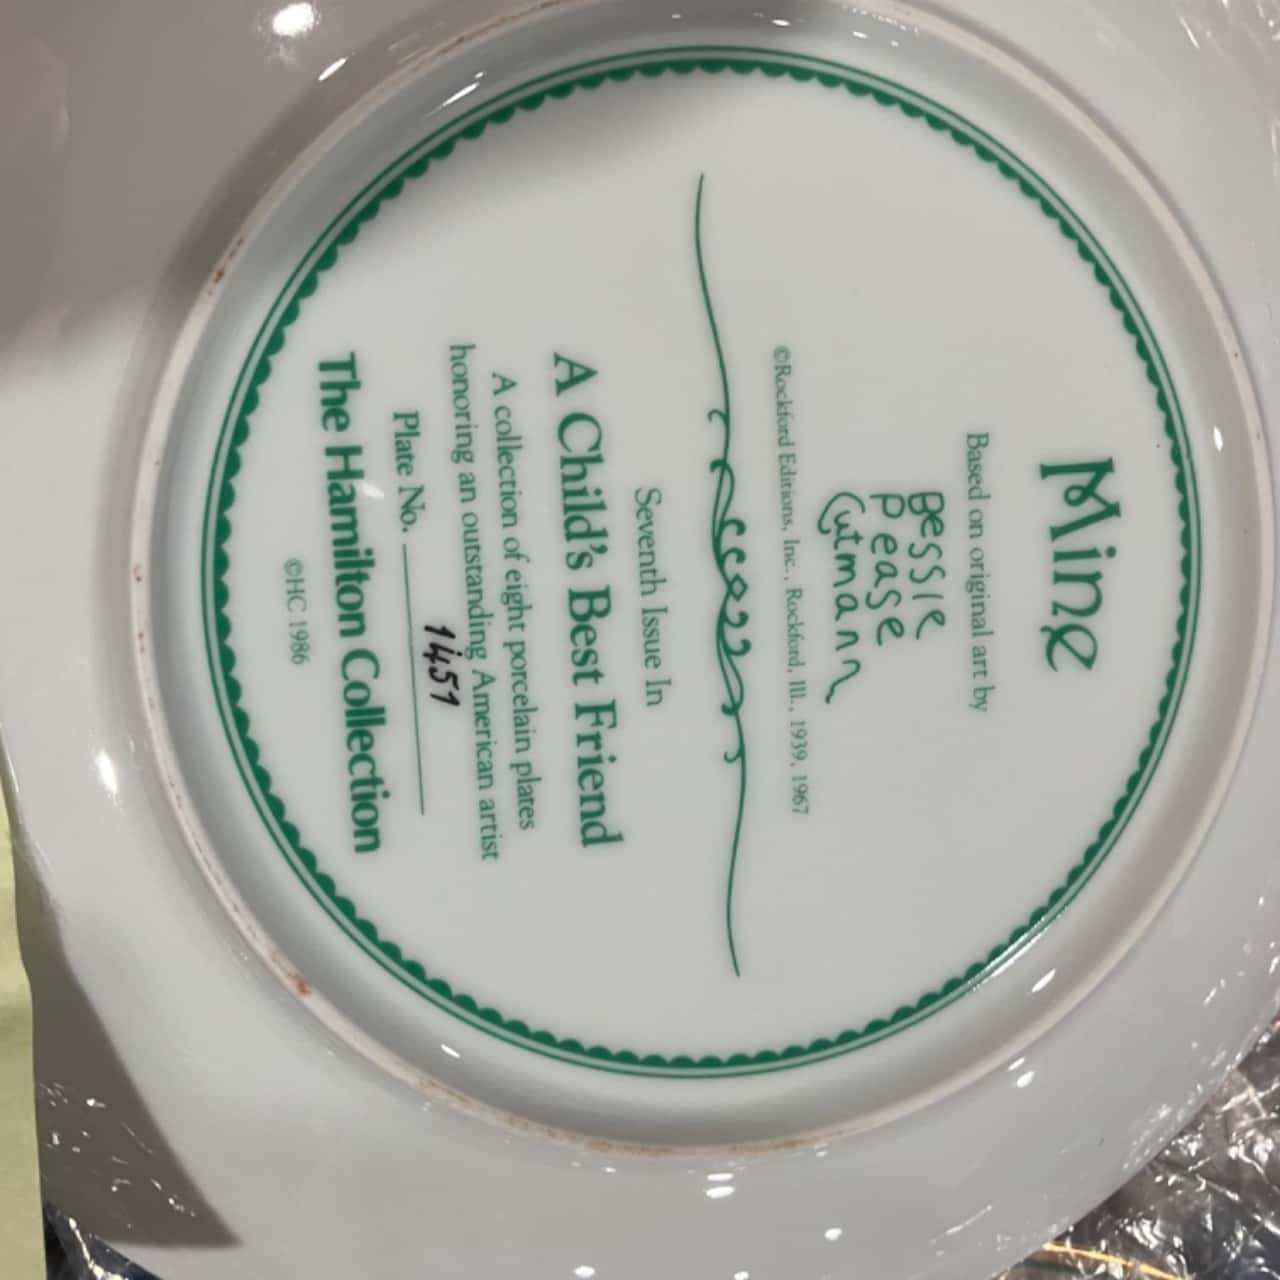 Mine
Based on original art by
Bessie
Pease
Gutmann
©Rockford Editions, Inc., Rockford, Ill., 1939, 1967
Seventh Issue In
A Child's Best Friend
A collection of eight porcelain plates
honoring an outstanding American artist
Plate No. 1451
The Hamilton Collection
©HC 1986